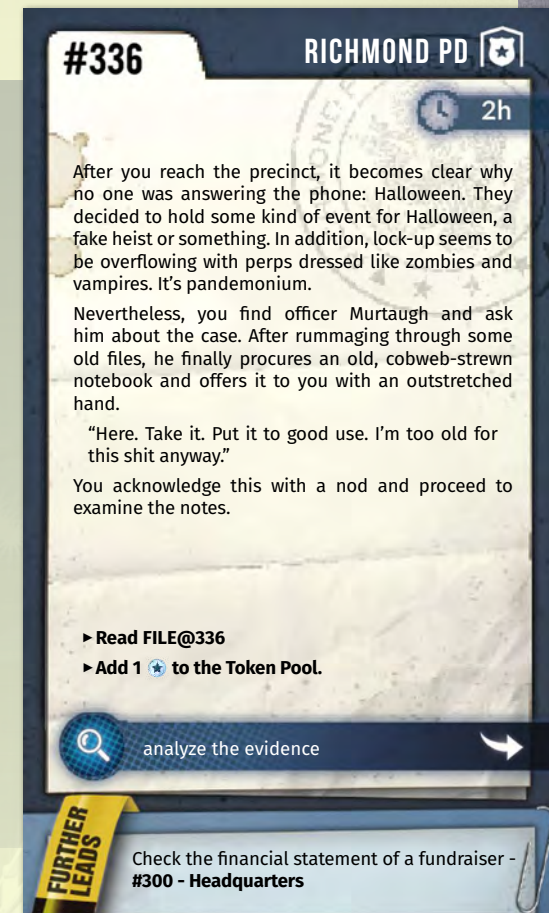 #336
RICHMOND PD
2h
After you reach the precinct, it becomes clear why
no one was answering the phone: Halloween. They
decided to hold some kind of event for Halloween, a
fake heist or something. In addition, lock-up seems to
be overflowing with perps dressed like zombies and
vampires. It’s pandemonium.
Nevertheless, you find officer Murtaugh and ask
him about the case. After rummaging through some
old files, he finally procures an old, cobweb-strewn
notebook and offers it to you with an outstretched
hand.
“Here. Take it. Put it to good use. I’m too old for
this shit anyway.”
You acknowledge this with a nod and proceed to
examine the notes.
▸ Read FILE@336
▸ Add 1 to the Token Pool.
analyze the evidence
FURTHER
LEADS
Check the financial statement of a fundraiser -
#300 - Headquarters